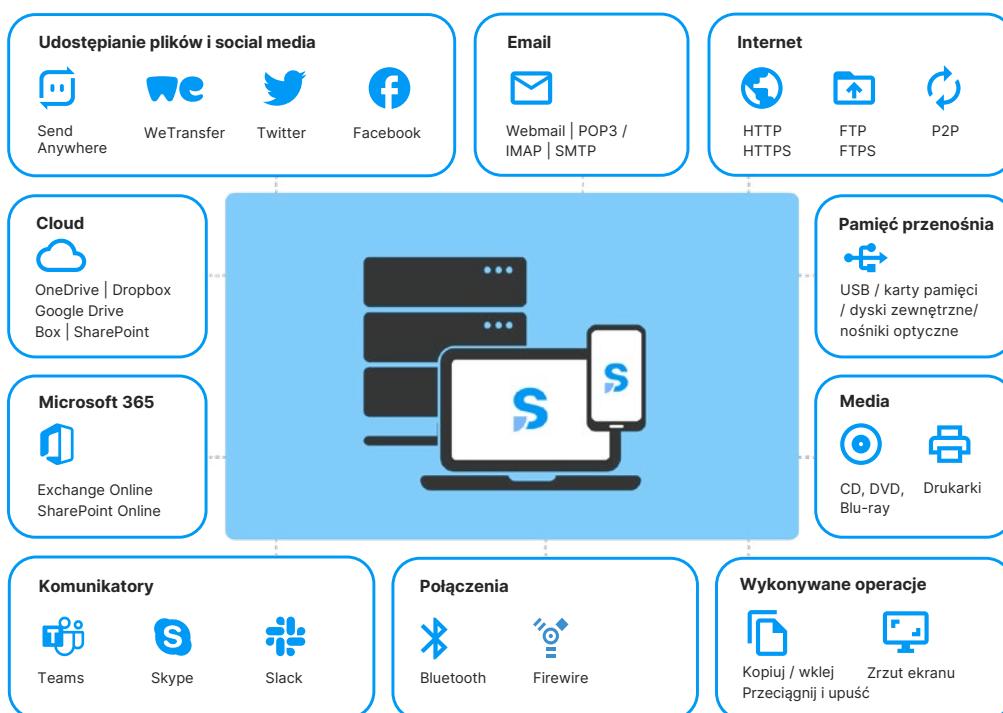 Udostępianie plików i social media
Send
Anywhere
WeTransfer
Twitter
Facebook
Email
Webmail | POP3 /
IMAP | SMTP
Internet
HTTP
HTTPS
FTP
FTPS
P2P
Cloud
OneDrive | Dropbox
Google Drive
Box | SharePoint
Pamięć przenośnia
USB / karty pamięci
/ dyski zewnętrzne/
nośniki optyczne
Microsoft 365
Exchange Online
SharePoint Online
S
S
Media
CD, DVD,
Blu-ray
Drukarki
Komunikatory
Teams
Skype
Slack
Połączenia
Bluetooth
Firewire
Wykonywane operacje
Kopiuj / wklej
Przeciągnij i upuść
Zrzut ekranu